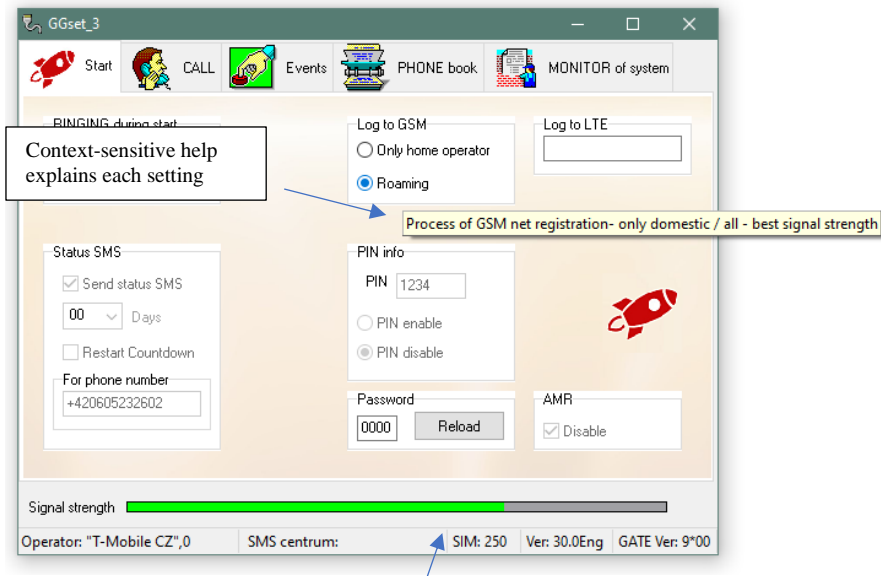 GGset_3
Start
CALL
Events
PHONE book
MONITOR of system
RINGING during start
Context-sensitive help
explains each setting
Log to GSM
Only home operator
Roaming
Log to LTE
Process of GSM net registration- only domestic / all - best signal strength
Status SMS
Send status SMS
00 Days
Restart Countdown
For phone number
+420605232602
PIN info
PIN 1234
PIN enable
PIN disable
Password
0000 Reload
AMR
Disable
Signal strength
Operator: "T-Mobile CZ",0 SMS centrum: SIM: 250 Ver: 30.0Eng GATE Ver: 9*00